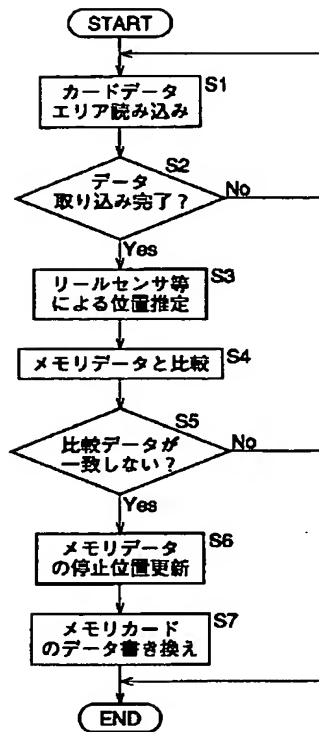 START
カードデータ
エリア読み込み
S1
S2
データ
取り込み完了?
No
Yes
リールセンサ等
による位置推定
S3
メモリデータと比較
S4
S5
比較データが
一致しない?
No
Yes
メモリデータ
の停止位置更新
S6
メモリカード
のデータ書き換え
S7
END